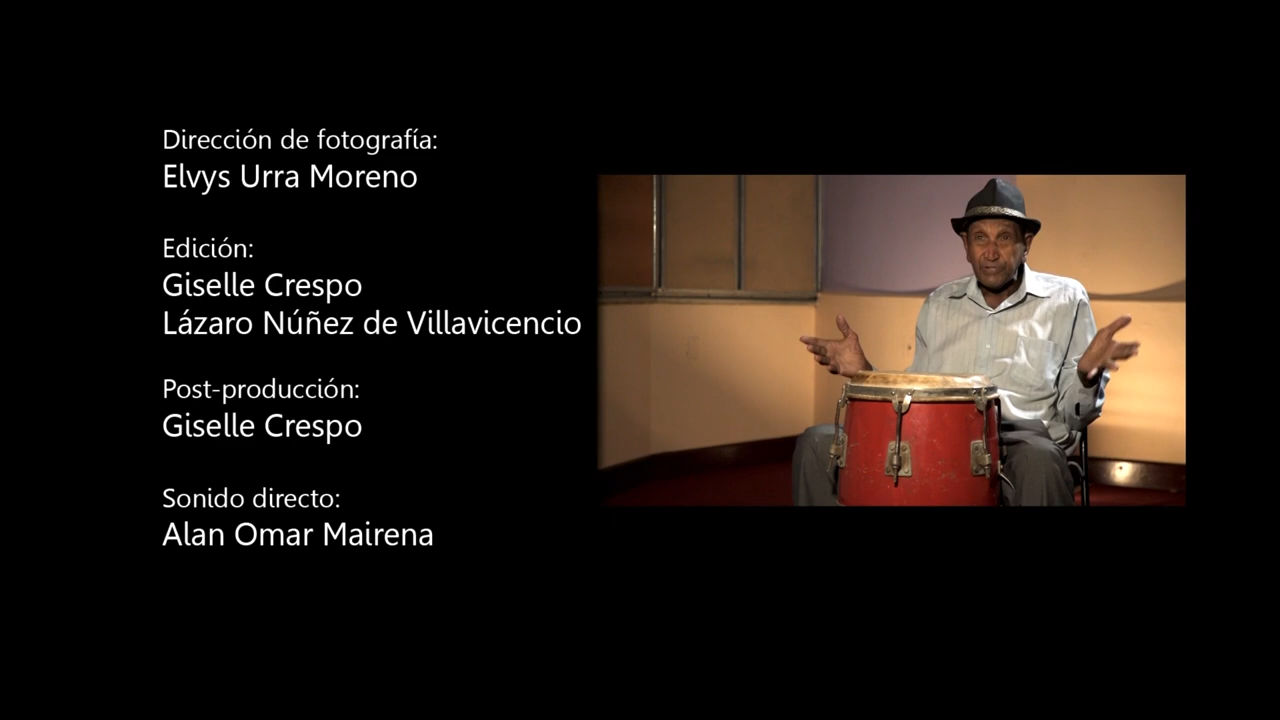 Dirección de fotografía:
Elvys Urra Moreno
Edición:
Giselle Crespo
Lázaro Núñez de Villavicencio
Post-producción:
Giselle Crespo
Sonido directo:
Alan Omar Mairena